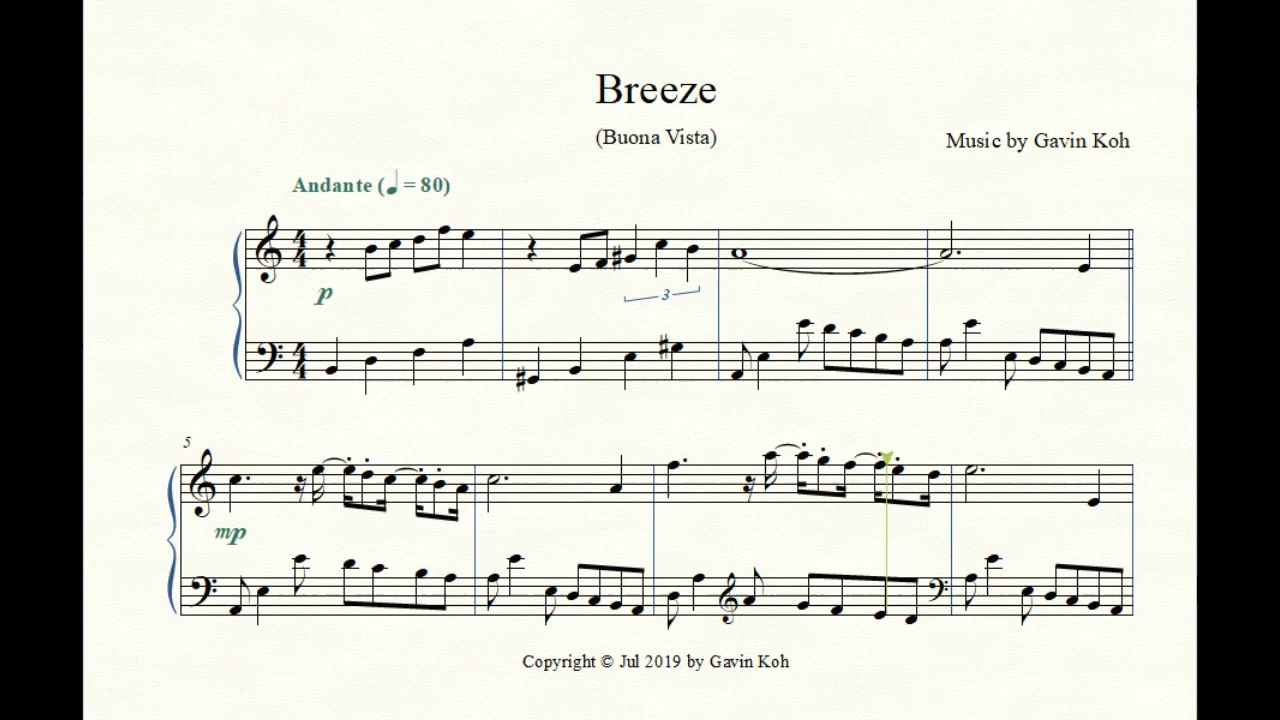 Breeze
(Buona Vista)
Music by Gavin Koh
Andante (♩ = 80)
p
3
5
mp
Copyright © Jul 2019 by Gavin Koh